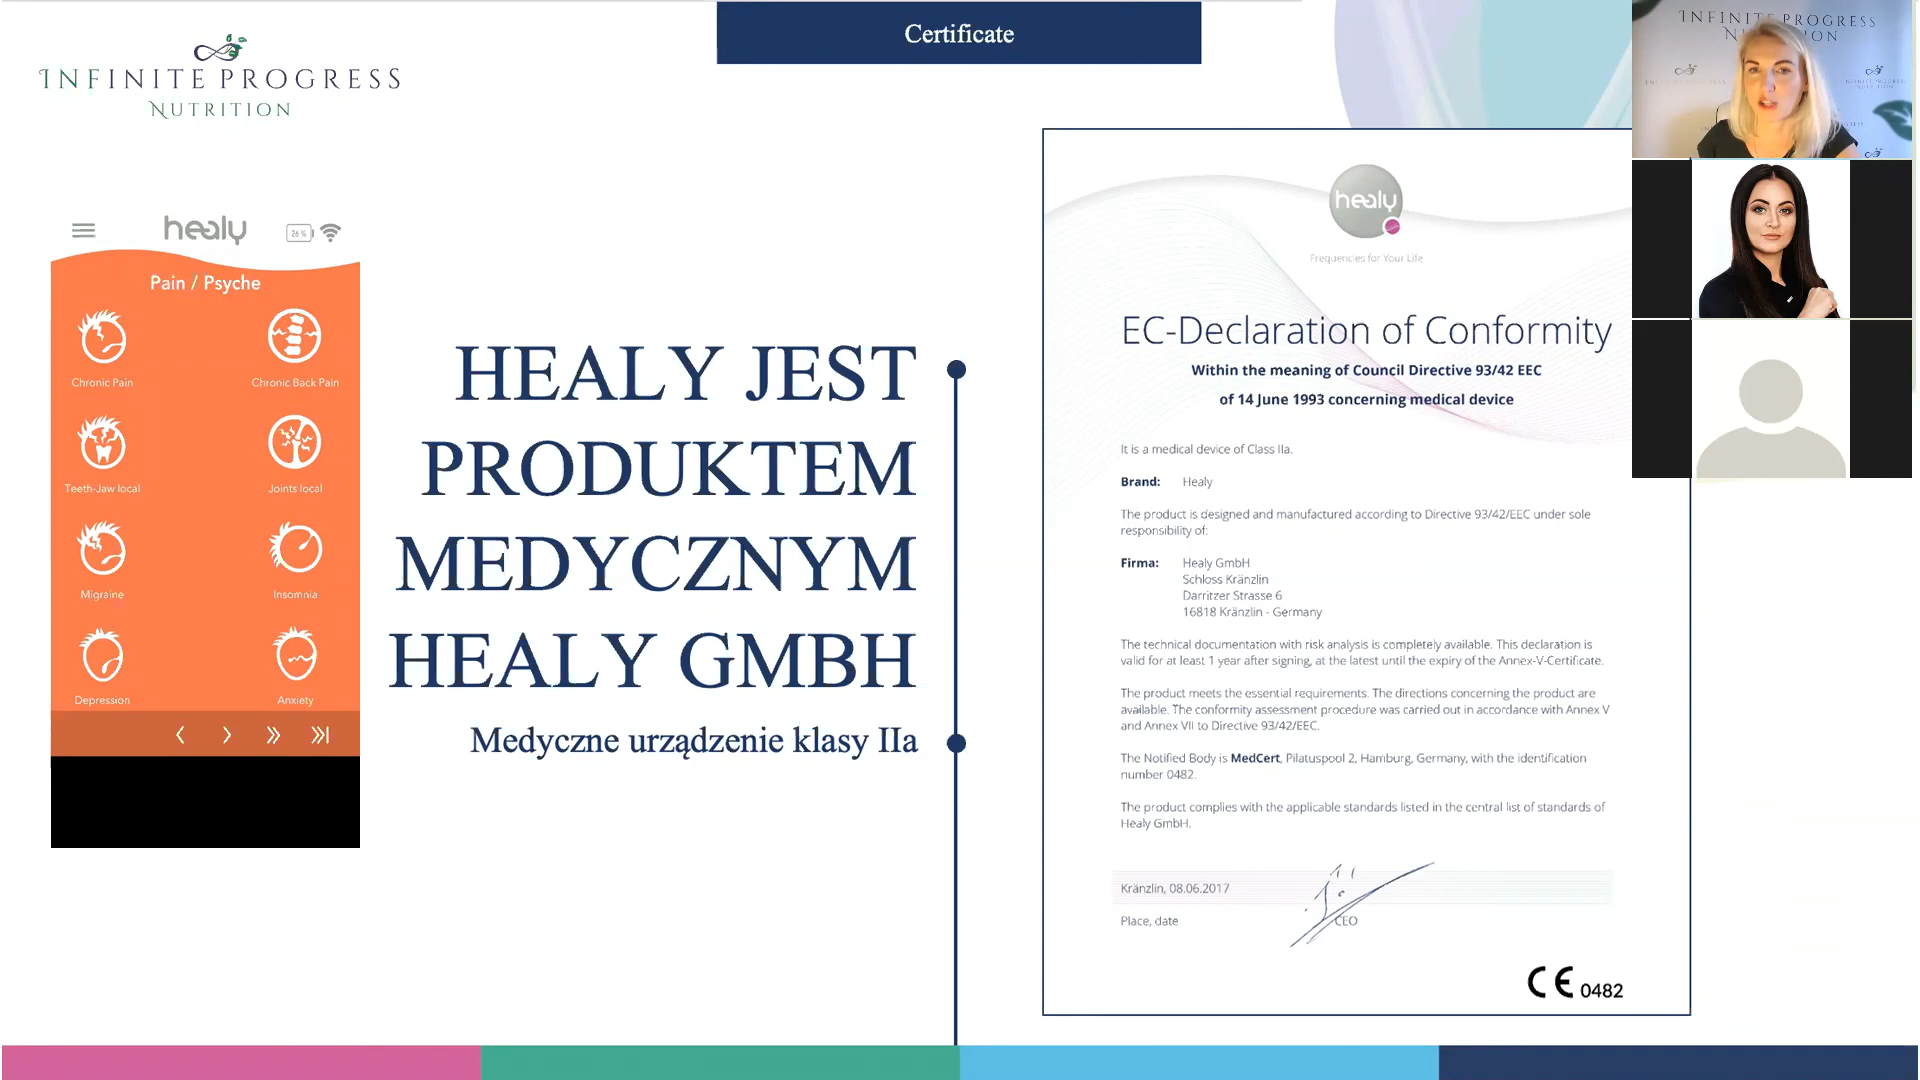 Certificate
INFINITE PROGRESS
NUTRITION
healy
26 %
Pain / Psyche
Chronic Pain
Chronic Back Pain
Teeth-Jaw local
Joints local
Migraine
Insomnia
Depression
Anxiety
HEALY JEST
PRODUKTEM
MEDYCZNYM
HEALY GMBH
Medyczne urządzenie klasy IIa
healy
Frequencies for Your Life
EC-Declaration of Conformity
Within the meaning of Council Directive 93/42 EEC
of 14 June 1993 concerning medical device
It is a medical device of Class IIa.
Brand: Healy
The product is designed and manufactured according to Directive 93/42/EEC under sole
responsibility of:
Firma: Healy GmbH
Schloss Kränzlin
Darritzer Strasse 6
16818 Kränzlin - Germany
The technical documentation with risk analysis is completely available. This declaration is
valid for at least 1 year after signing, at the latest until the expiry of the Annex-V-Certificate.
The product meets the essential requirements. The directions concerning the product are
available. The conformity assessment procedure was carried out in accordance with Annex V
and Annex VII to Directive 93/42/EEC.
The Notified Body is MedCert, Pilatuspool 2, Hamburg, Germany, with the identification
number 0482.
The product complies with the applicable standards listed in the central list of standards of
Healy GmbH.
Kränzlin, 08.06.2017
Place, date
CEO
CE 0482
INFINITE PROGRESS